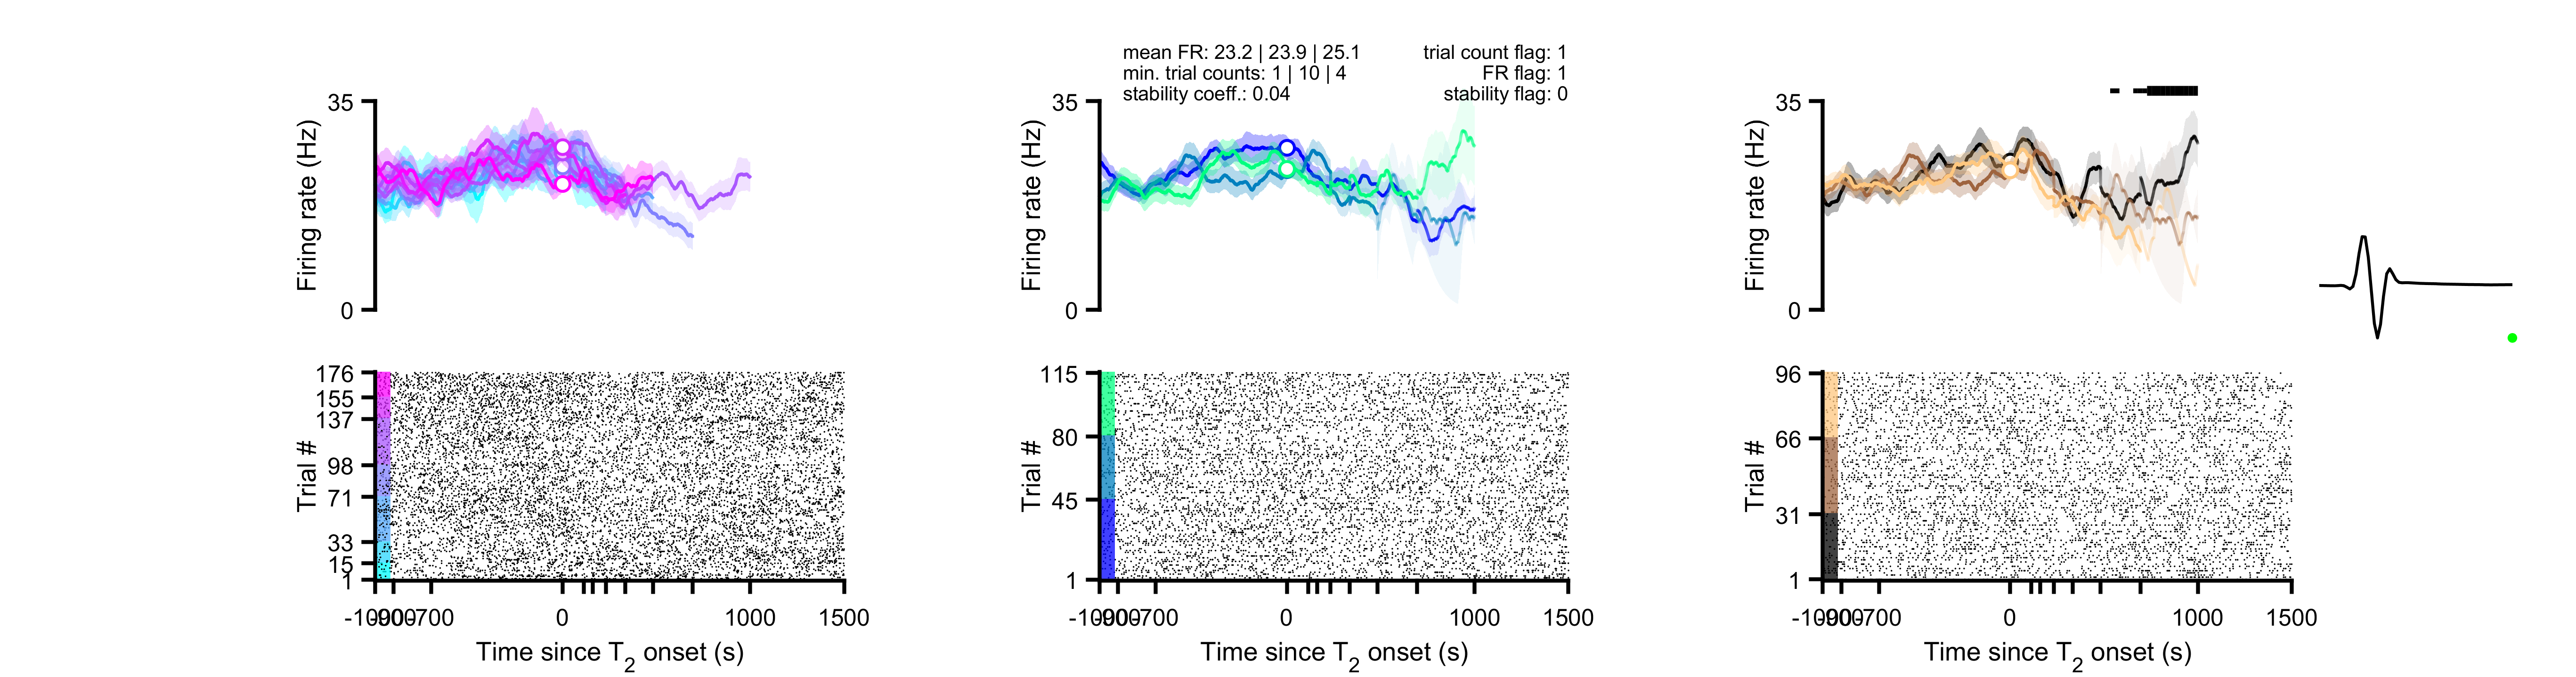 mean FR: 23.2 | 23.9 | 25.1
min. trial counts: 1 | 10 | 4
stability coeff.: 0.04
trial count flag: 1
FR flag: 1
stability flag: 0
35
0
Firing rate (Hz)
35
0
Firing rate (Hz)
35
0
Firing rate (Hz)
176
155
137
98
71
33
15
1
Trial #
0
1000
1500
Time since T2 onset (s)
115
80
45
1
Trial #
0
1000
1500
Time since T2 onset (s)
96
66
31
1
Trial #
0
1000
1500
Time since T2 onset (s)